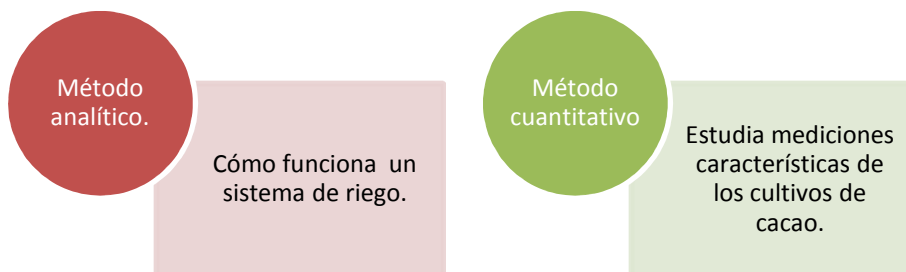 Método
analítico.
Cómo funciona un
sistema de riego.
Método
cuantitativo
Estudia mediciones
características de
los cultivos de
cacao.